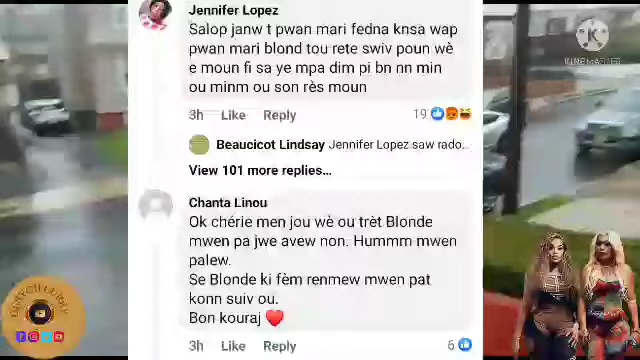 Jennifer Lopez
Salop janw t pwan mari fedna knsa wap
pwan mari blond tou rete swiv poun wè
e moun fi sa ye mpa dim pi bn nn min
ou minm ou son rès moun
3h Like Reply 19
Beaucicot Lindsay Jennifer Lopez saw rado...
View 101 more replies...
Chanta Linou
Ok chérie men jou wè ou trèt Blonde
mwen pa jwe avew non. Hummm mwen
palew.
Se Blonde ki fèm renmew mwen pat
konn suiv ou.
Bon kouraj
3h Like Reply 6
KINEMASTER